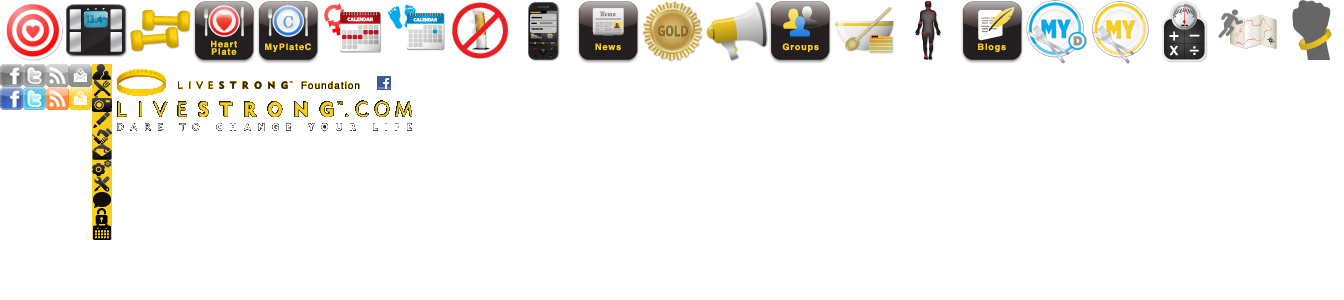 13.4
Heart
Plate
MyPlateC
C
CALENDAR
CALENDAR
News
News
GOLD
Groups
Blogs
MY
D
MY
LIVESTRONG™ Foundation
f
LIVESTRONG™.COM
DARE TO CHANGE YOUR LIFE